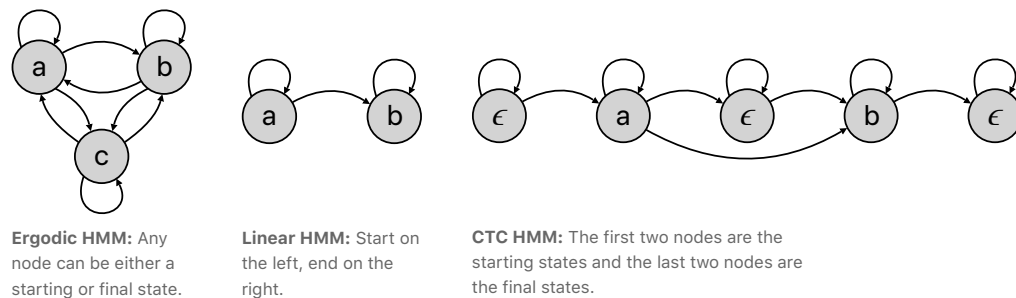 a
b
c
a
b
ϵ
a
ϵ
b
ϵ
Ergodic HMM: Any
node can be either a
starting or final state.
Linear HMM: Start on
the left, end on the
right.
CTC HMM: The first two nodes are the
starting states and the last two nodes are
the final states.